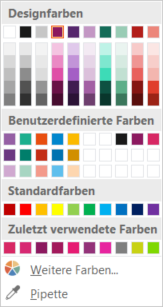 Designfarben
Benutzerdefinierte Farben
Standardfarben
Zuletzt verwendete Farben
Weitere Farben...
Pipette